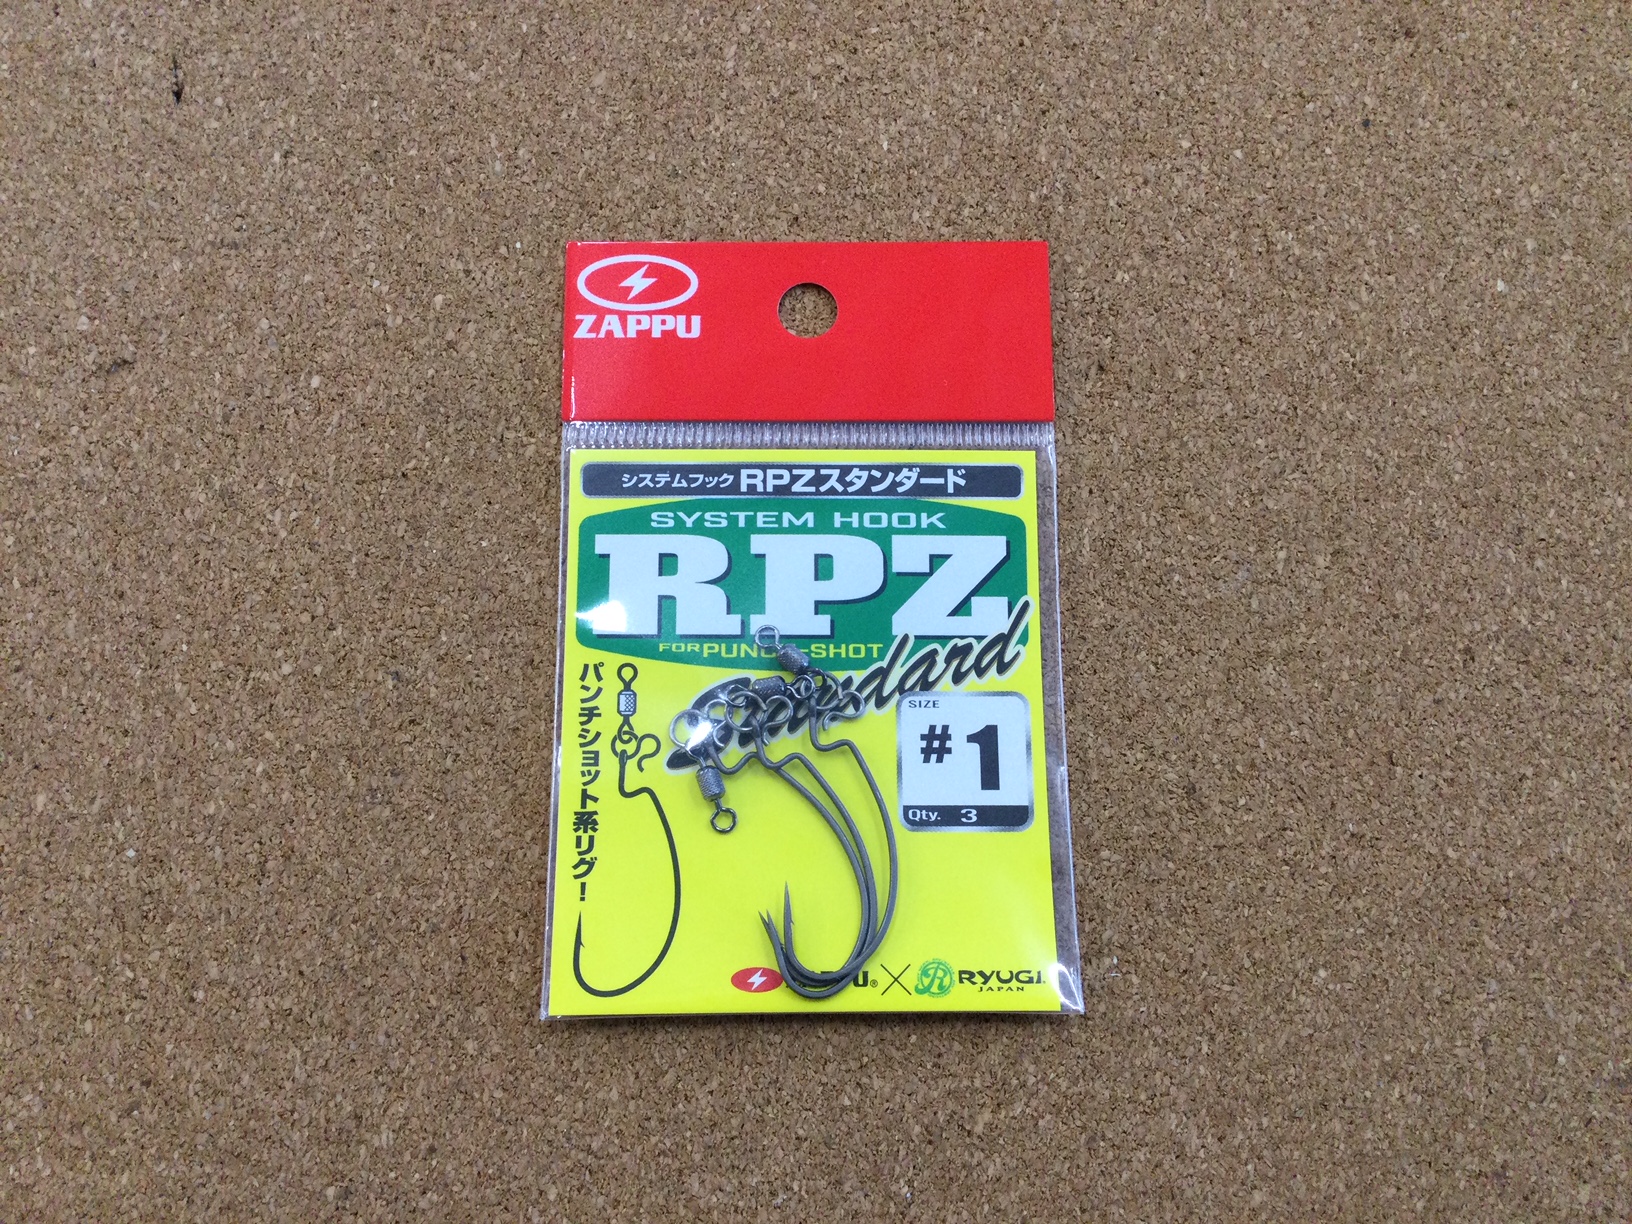 ZAPPU
システムフック RPZスタンダード
SYSTEM HOOK
RPZ
FOR PUNCH-SHOT
Standard
パンチショット系リグ!
SIZE
#1
Qty. 3
ZAPPU® × RYUGI
JAPAN